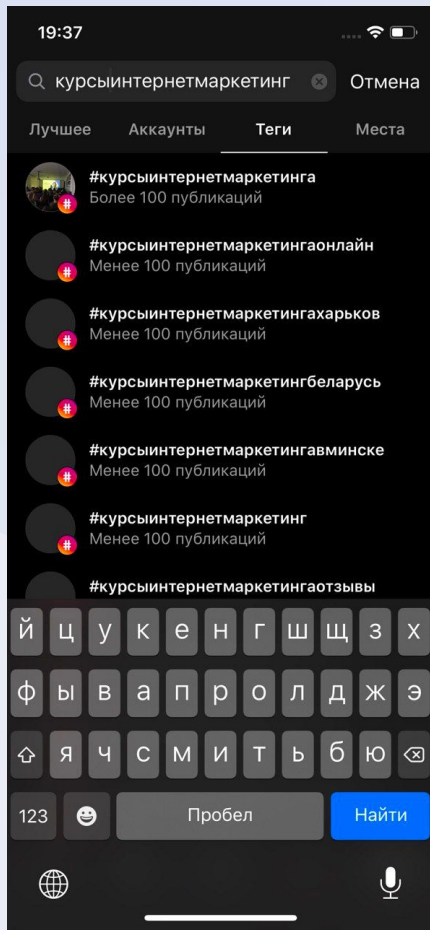 19:37
курсыинтернетмаркетинг
Отмена
Лучшее Аккаунты Теги Места
#курсыинтернетмаркетинга
Более 100 публикаций
#курсыинтернетмаркетингаонлайн
Менее 100 публикаций
#курсыинтернетмаркетингахарьков
Менее 100 публикаций
#курсыинтернетмаркетингбеларусь
Менее 100 публикаций
#курсыинтернетмаркетингавминске
Менее 100 публикаций
#курсыинтернетмаркетинг
Менее 100 публикаций
#курсыинтернетмаркетингаотзывы
й ц у к е н г ш щ з х
ф ы в а п р о л д ж э
я ч с м и т ь б ю
123 Пробел Найти